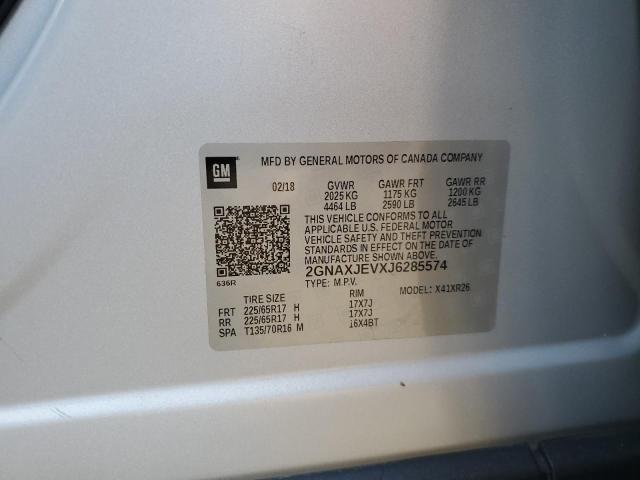 GM
MFD BY GENERAL MOTORS OF CANADA COMPANY
02/18 GVWR GAWR FRT GAWR RR
2025 KG 1175 KG 1200 KG
4464 LB 2590 LB 2645 LB
THIS VEHICLE CONFORMS TO ALL
APPLICABLE U.S. FEDERAL MOTOR
VEHICLE SAFETY AND THEFT PREVENTION
STANDARDS IN EFFECT ON THE DATE OF
MANUFACTURE SHOWN ABOVE.
2GNAXJEVXJ6285574
636R TYPE: M.P.V. MODEL: X41XR26
TIRE SIZE RIM
FRT 225/65R17 H 17X7J
RR 225/65R17 H 17X7J
SPA T135/70R16 M 16X4BT